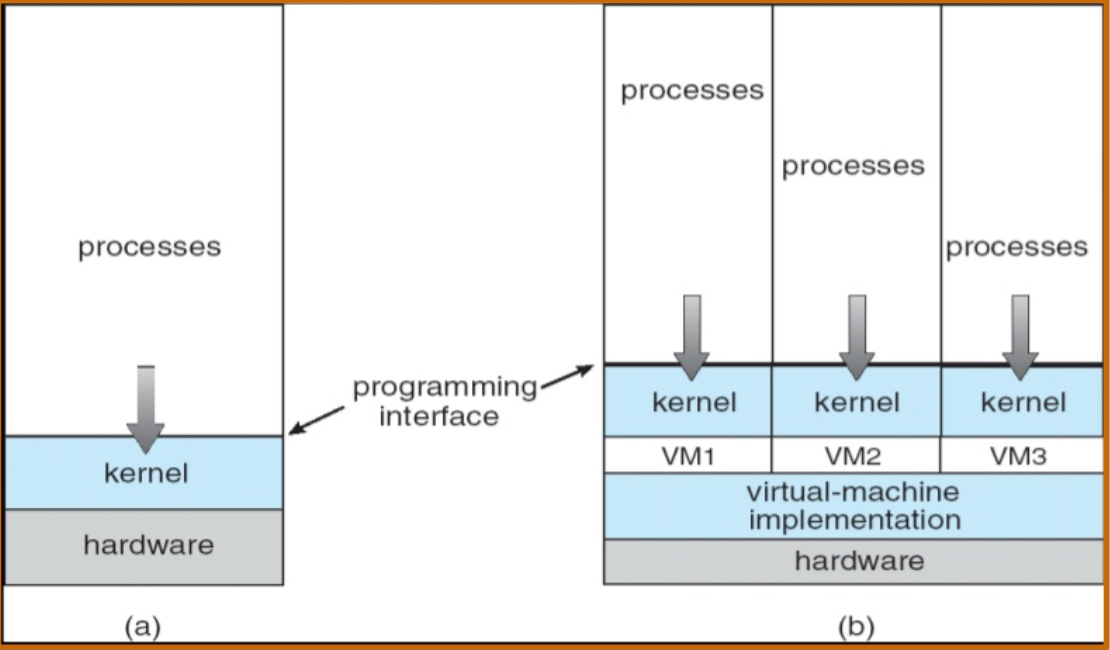 processes
kernel
hardware
(a)
programming
interface
processes
processes
processes
kernel
kernel
kernel
VM1
VM2
VM3
virtual-machine
implementation
hardware
(b)